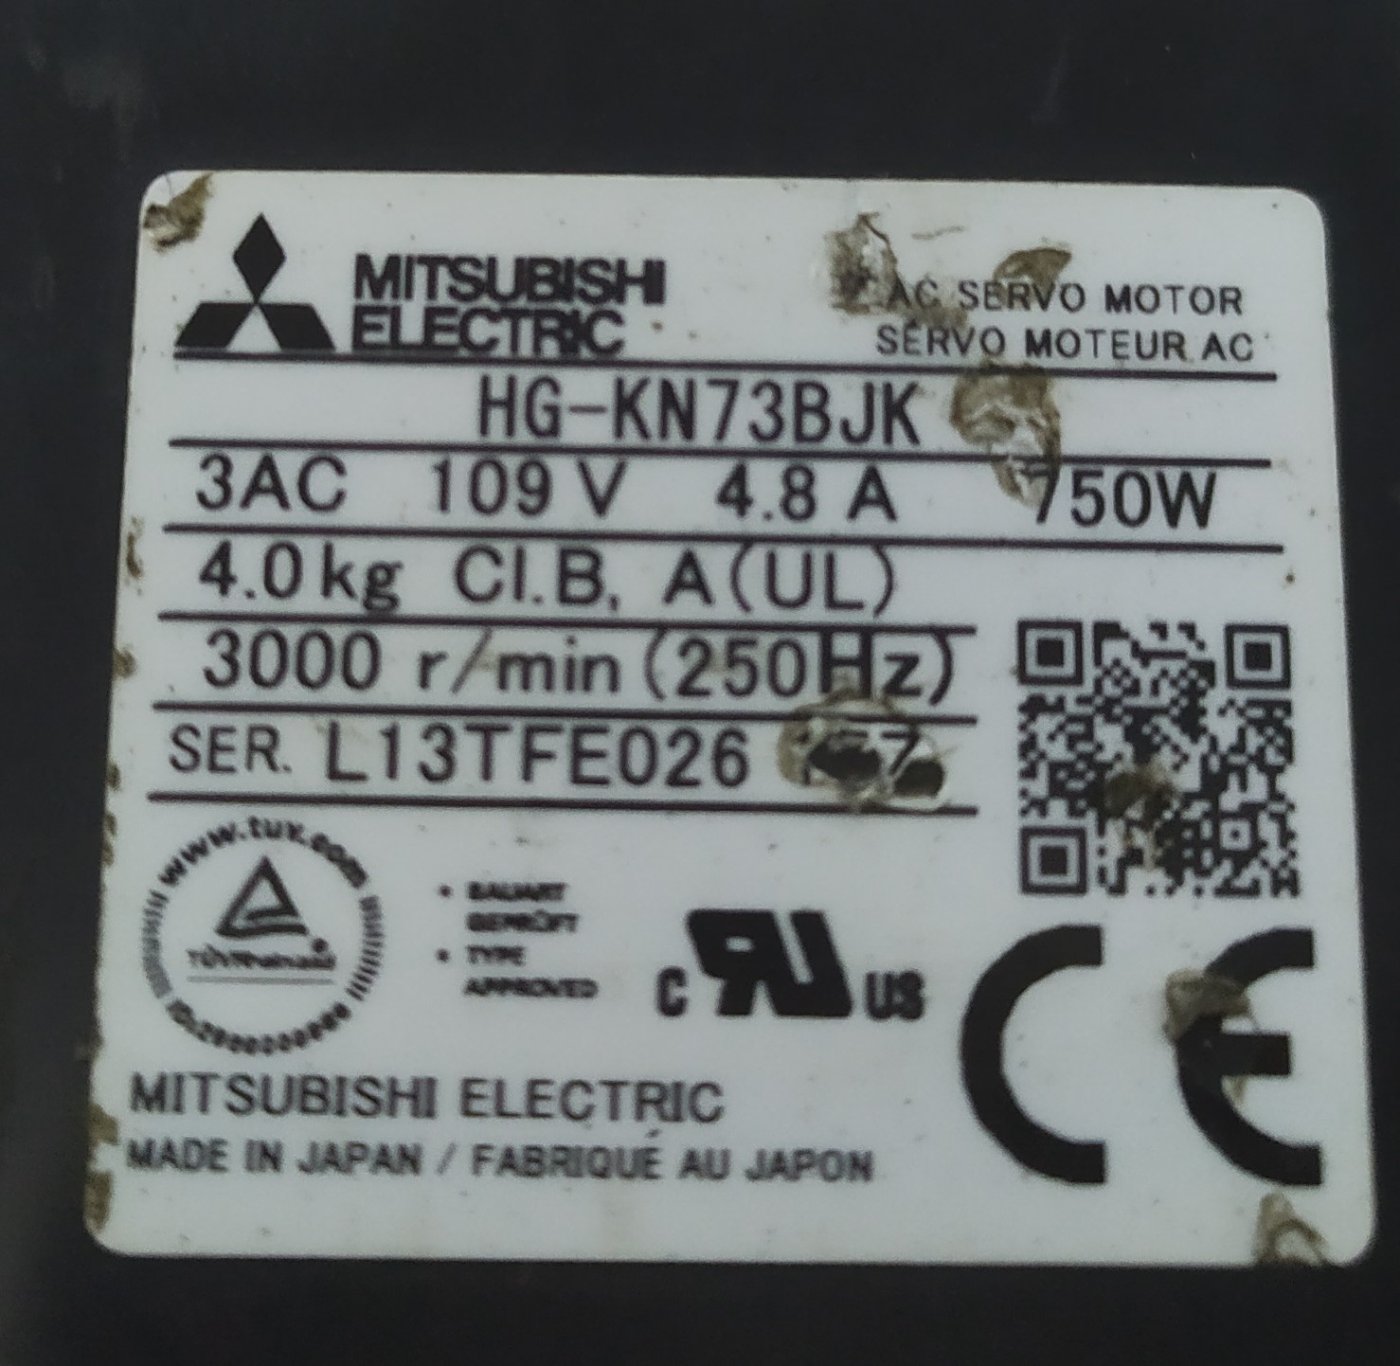 MITSUBISHI
ELECTRIC
AC SERVO MOTOR
SERVO MOTEUR AC
HG-KN73BJK
3AC 109 V 4.8 A 750W
4.0kg Cl.B, A(UL)
3000 r/min (250Hz)
SER. L13TFE026
www.tuv.com
TÜVRheinland
• BAUART
GEPRÜFT
• TYPE
APPROVED
C US
CE
MITSUBISHI ELECTRIC
MADE IN JAPAN / FABRIQUÉ AU JAPON